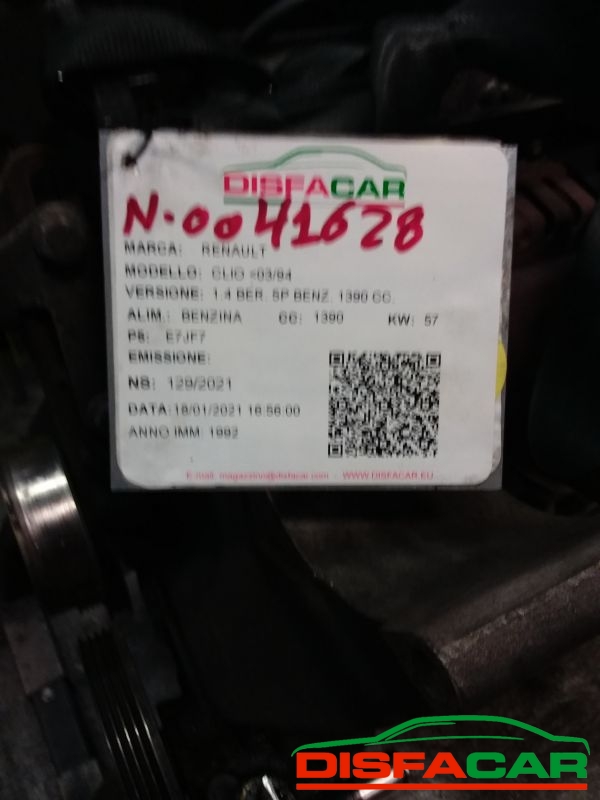 DISFACAR
N.0041628
MARCA: RENAULT
MODELLO: CLIO <03/94
VERSIONE: 1.4 BER. 5P BENZ. 1390 CC.
ALIM.: BENZINA CC: 1390 KW: 57
PS: E7JF7
EMISSIONE:
NS: 129/2021
DATA: 18/01/2021 16:56:00
ANNO IMM: 1992
E-mail: magazzino@disfacar.com - WWW.DISFACAR.EU
DISFACAR